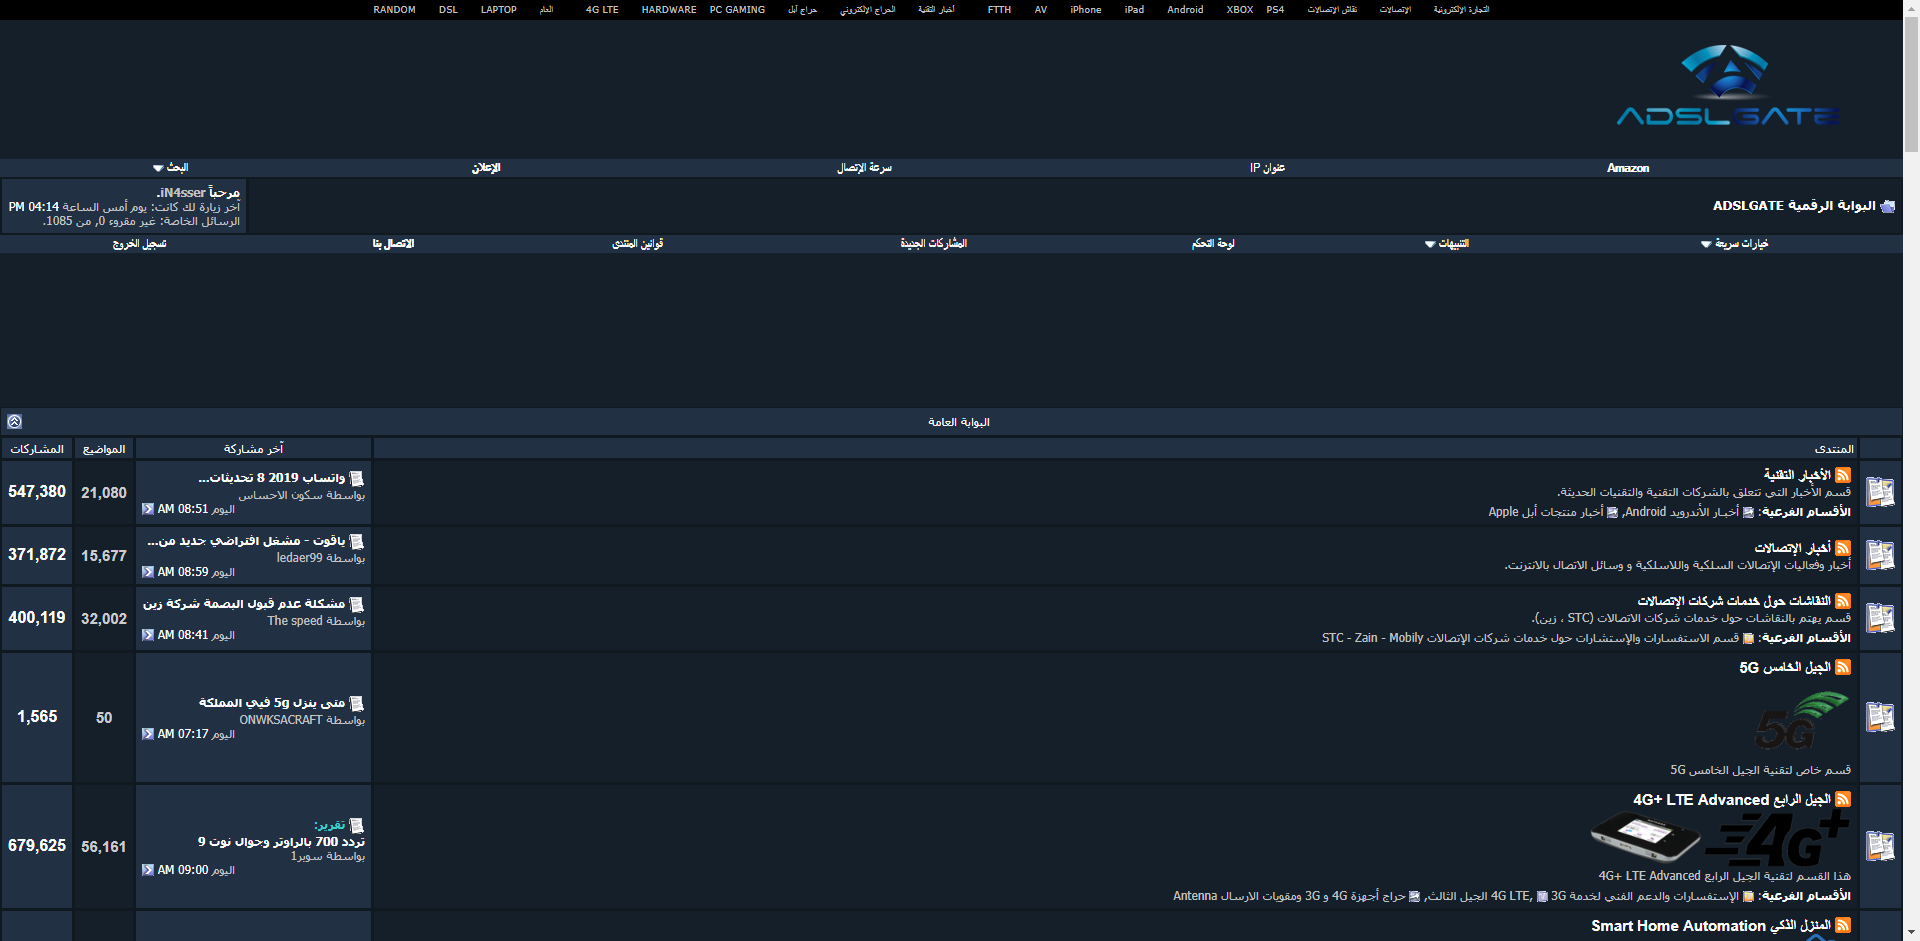 RANDOM DSL LAPTOP العام 4G LTE HARDWARE PC GAMING حراج أبل الحراج الإلكتروني أخبار التقنية FTTH AV iPhone iPad Android XBOX PS4 نقاش الإتصالات الإتصالات التجارة الإلكترونية
ADSLGATE
Amazon عنوان IP سرعة الإتصال الإعلان البحث
البوابة الرقمية ADSLGATE
مرحباً iN4sser.
آخر زيارة لك كانت: يوم أمس الساعة 04:14 PM
الرسائل الخاصة: غير مقروء 0, من 1085.
خيارات سريعة التنبيهات لوحة التحكم المشاركات الجديدة قوانين المنتدى الاتصال بنا تسجيل الخروج
البوابة العامة
المنتدى آخر مشاركة المواضيع المشاركات
الأخبار التقنية
قسم الأخبار التي تتعلق بالشركات التقنية والتقنيات الحديثة.
الأقسام الفرعية: أخبار الأندرويد Android, أخبار منتجات أبل Apple
واتساب 2019 8 تحديثات...
بواسطة سكون الاحساس
اليوم 08:51 AM
21,080
547,380
أخبار الإتصالات
أخبار وفعاليات الإتصالات السلكية واللاسلكية و وسائل الاتصال بالانترنت.
ياقوت - مشغل افتراضي جديد من...
بواسطة ledaer99
اليوم 08:59 AM
15,677
371,872
النقاشات حول خدمات شركات الإتصالات
قسم يهتم بالنقاشات حول خدمات شركات الاتصالات (STC ، زين).
الأقسام الفرعية: قسم الاستفسارات والإستشارات حول خدمات شركات الإتصالات STC - Zain - Mobily
مشكلة عدم قبول البصمة شركة زين
بواسطة The speed
اليوم 08:41 AM
32,002
400,119
الجيل الخامس 5G
5G
قسم خاص لتقنية الجيل الخامس 5G
متى ينزل 5g فيي المملكة
بواسطة ONWKSACRAFT
اليوم 07:17 AM
50
1,565
الجيل الرابع 4G+ LTE Advanced
4G+
هذا القسم لتقنية الجيل الرابع 4G+ LTE Advanced
الأقسام الفرعية: الإستفسارات والدعم الفني لخدمة 4G LTE, 3G الجيل الثالث, حراج أجهزة 4G و 3G ومقويات الارسال Antenna
تقرير:
تردد 700 بالراوتر وجوال نوت 9
بواسطة سوير1
اليوم 09:00 AM
56,161
679,625
المنزل الذكي Smart Home Automation